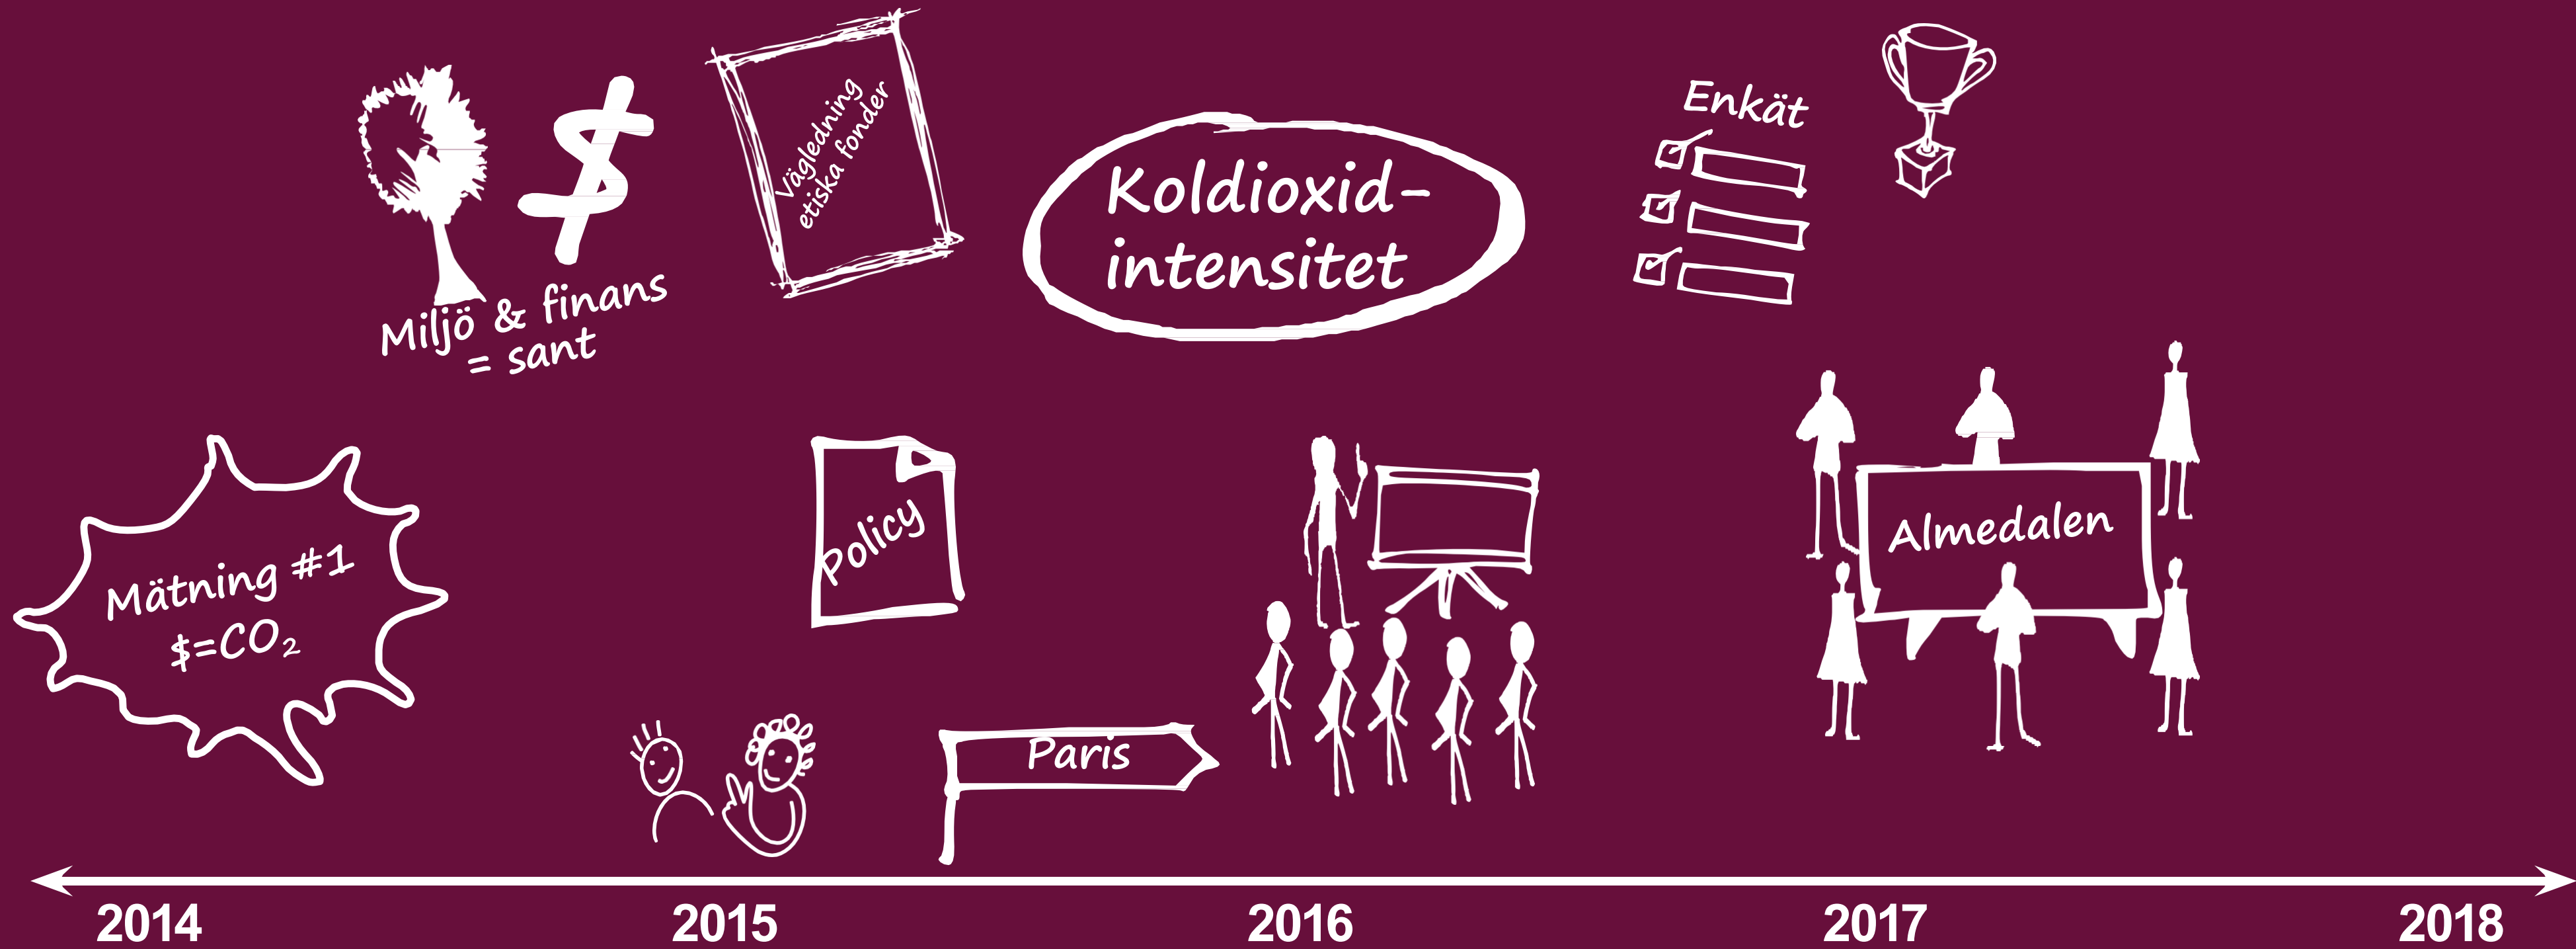 Miljö & finans
= sant
Vägledning
etiska fonder
Koldioxid-
intensitet
Enkät
Mätning #1
$=CO₂
Policy
Paris
Almedalen
2014
2015
2016
2017
2018